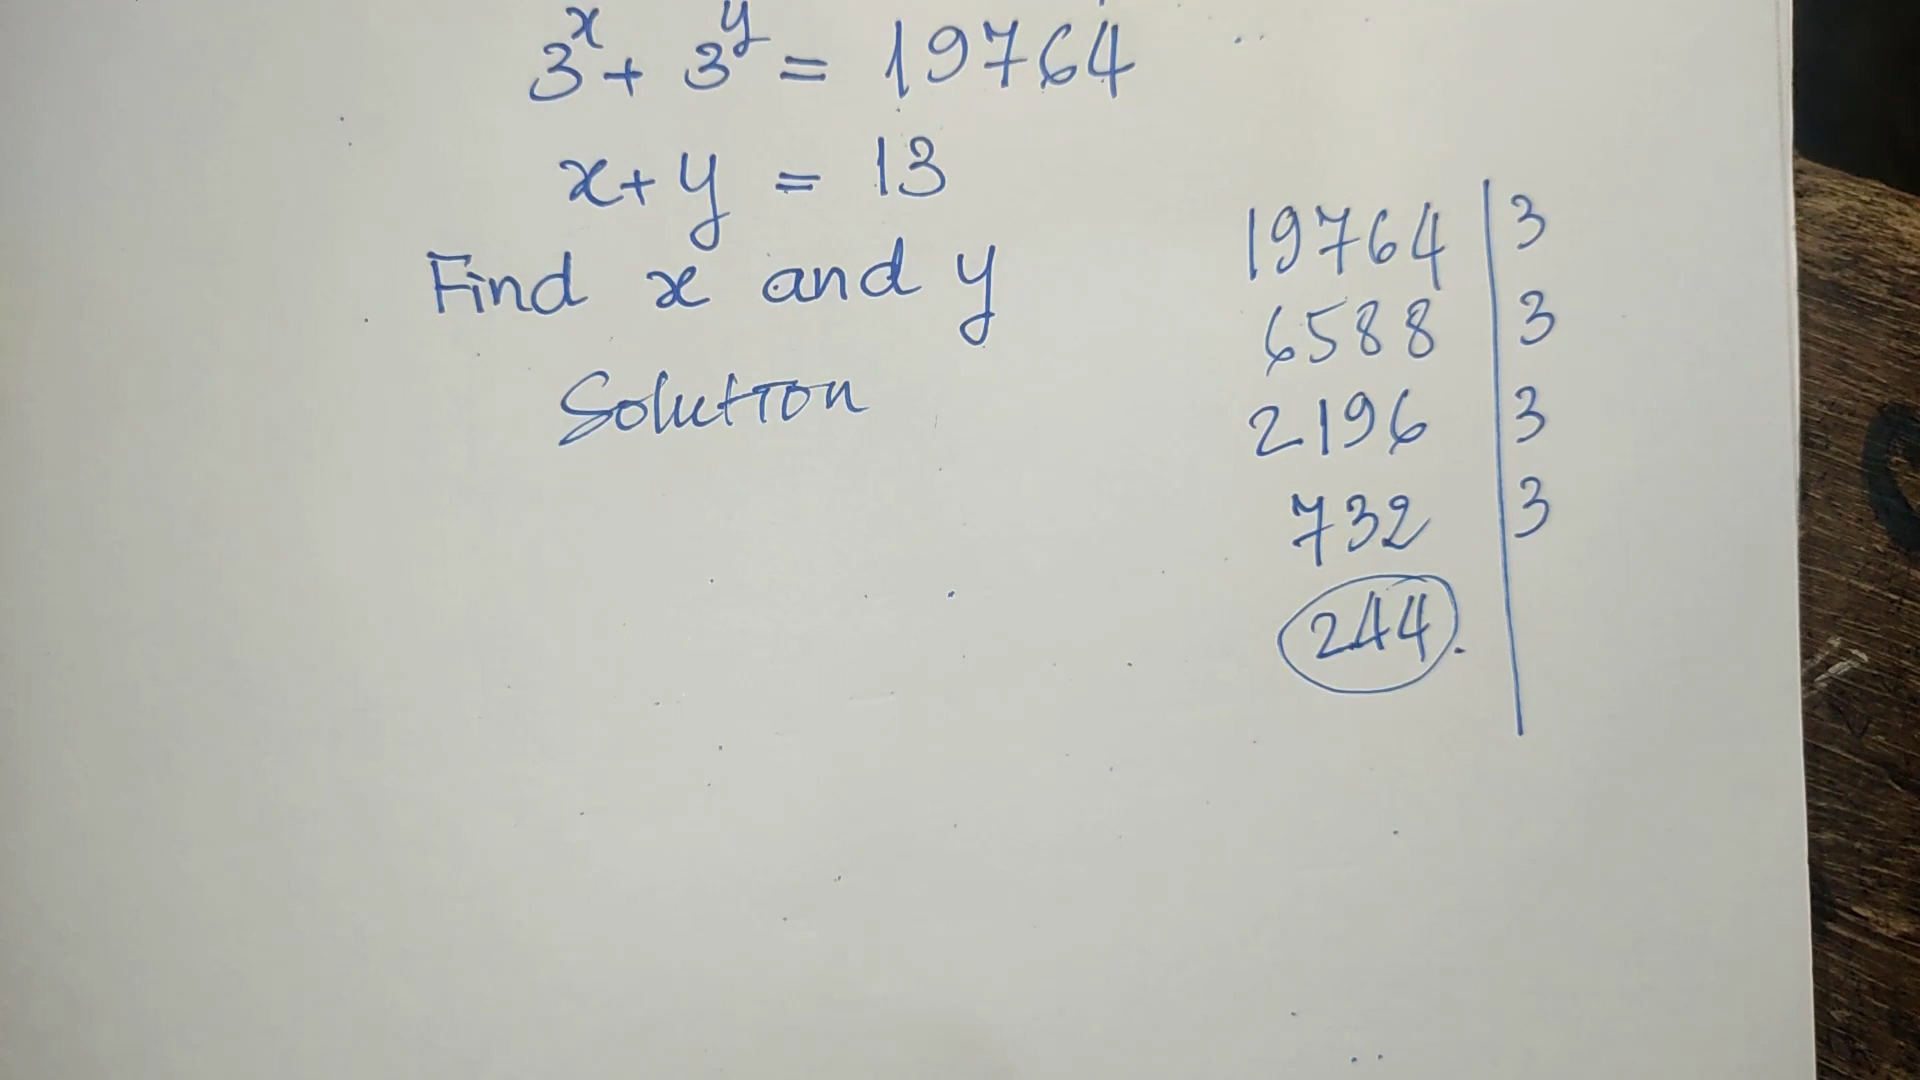 3^x + 3^y = 19764
x + y = 13
Find x and y
Solution
19764 | 3
6588 | 3
2196 | 3
732 | 3
244.